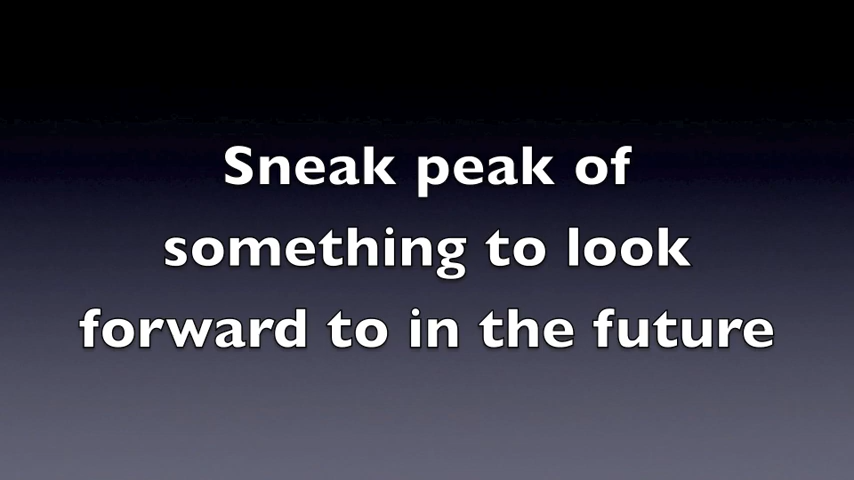 Sneak peak of
something to look
forward to in the future